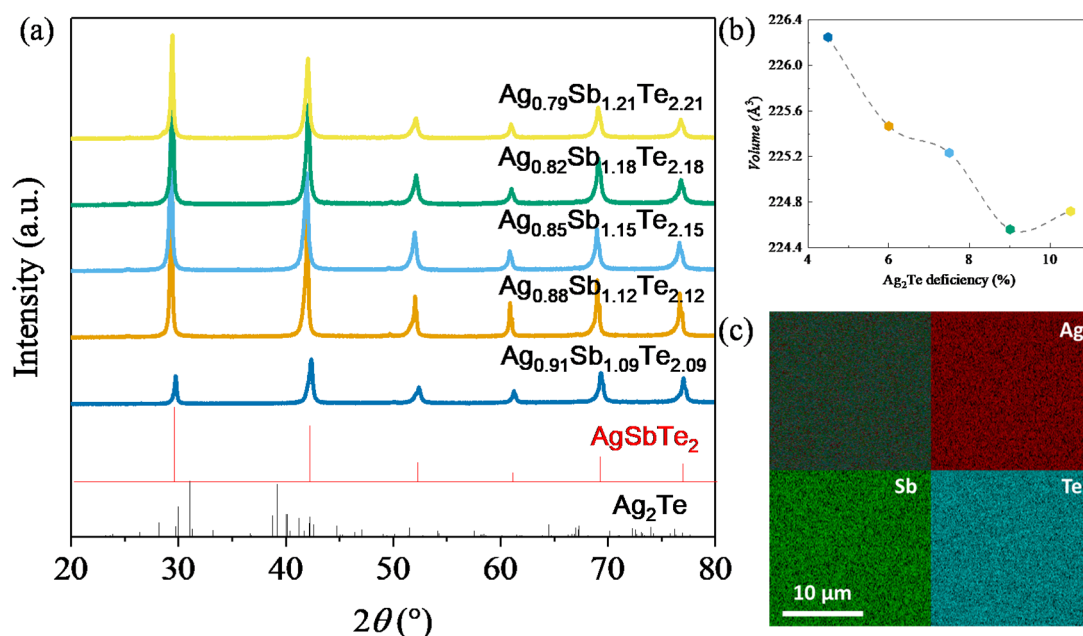 (a)
Intensity (a.u.)
Ag0.79Sb1.21Te2.21
Ag0.82Sb1.18Te2.18
Ag0.85Sb1.15Te2.15
Ag0.88Sb1.12Te2.12
Ag0.91Sb1.09Te2.09
AgSbTe2
Ag2Te
20 30 40 50 60 70 80
2θ (°)
(b)
Volume (Å3)
226.4
226.0
225.6
225.2
224.8
224.4
4 6 8 10
Ag2Te deficiency (%)
(c)
Ag
Sb Te
10 μm